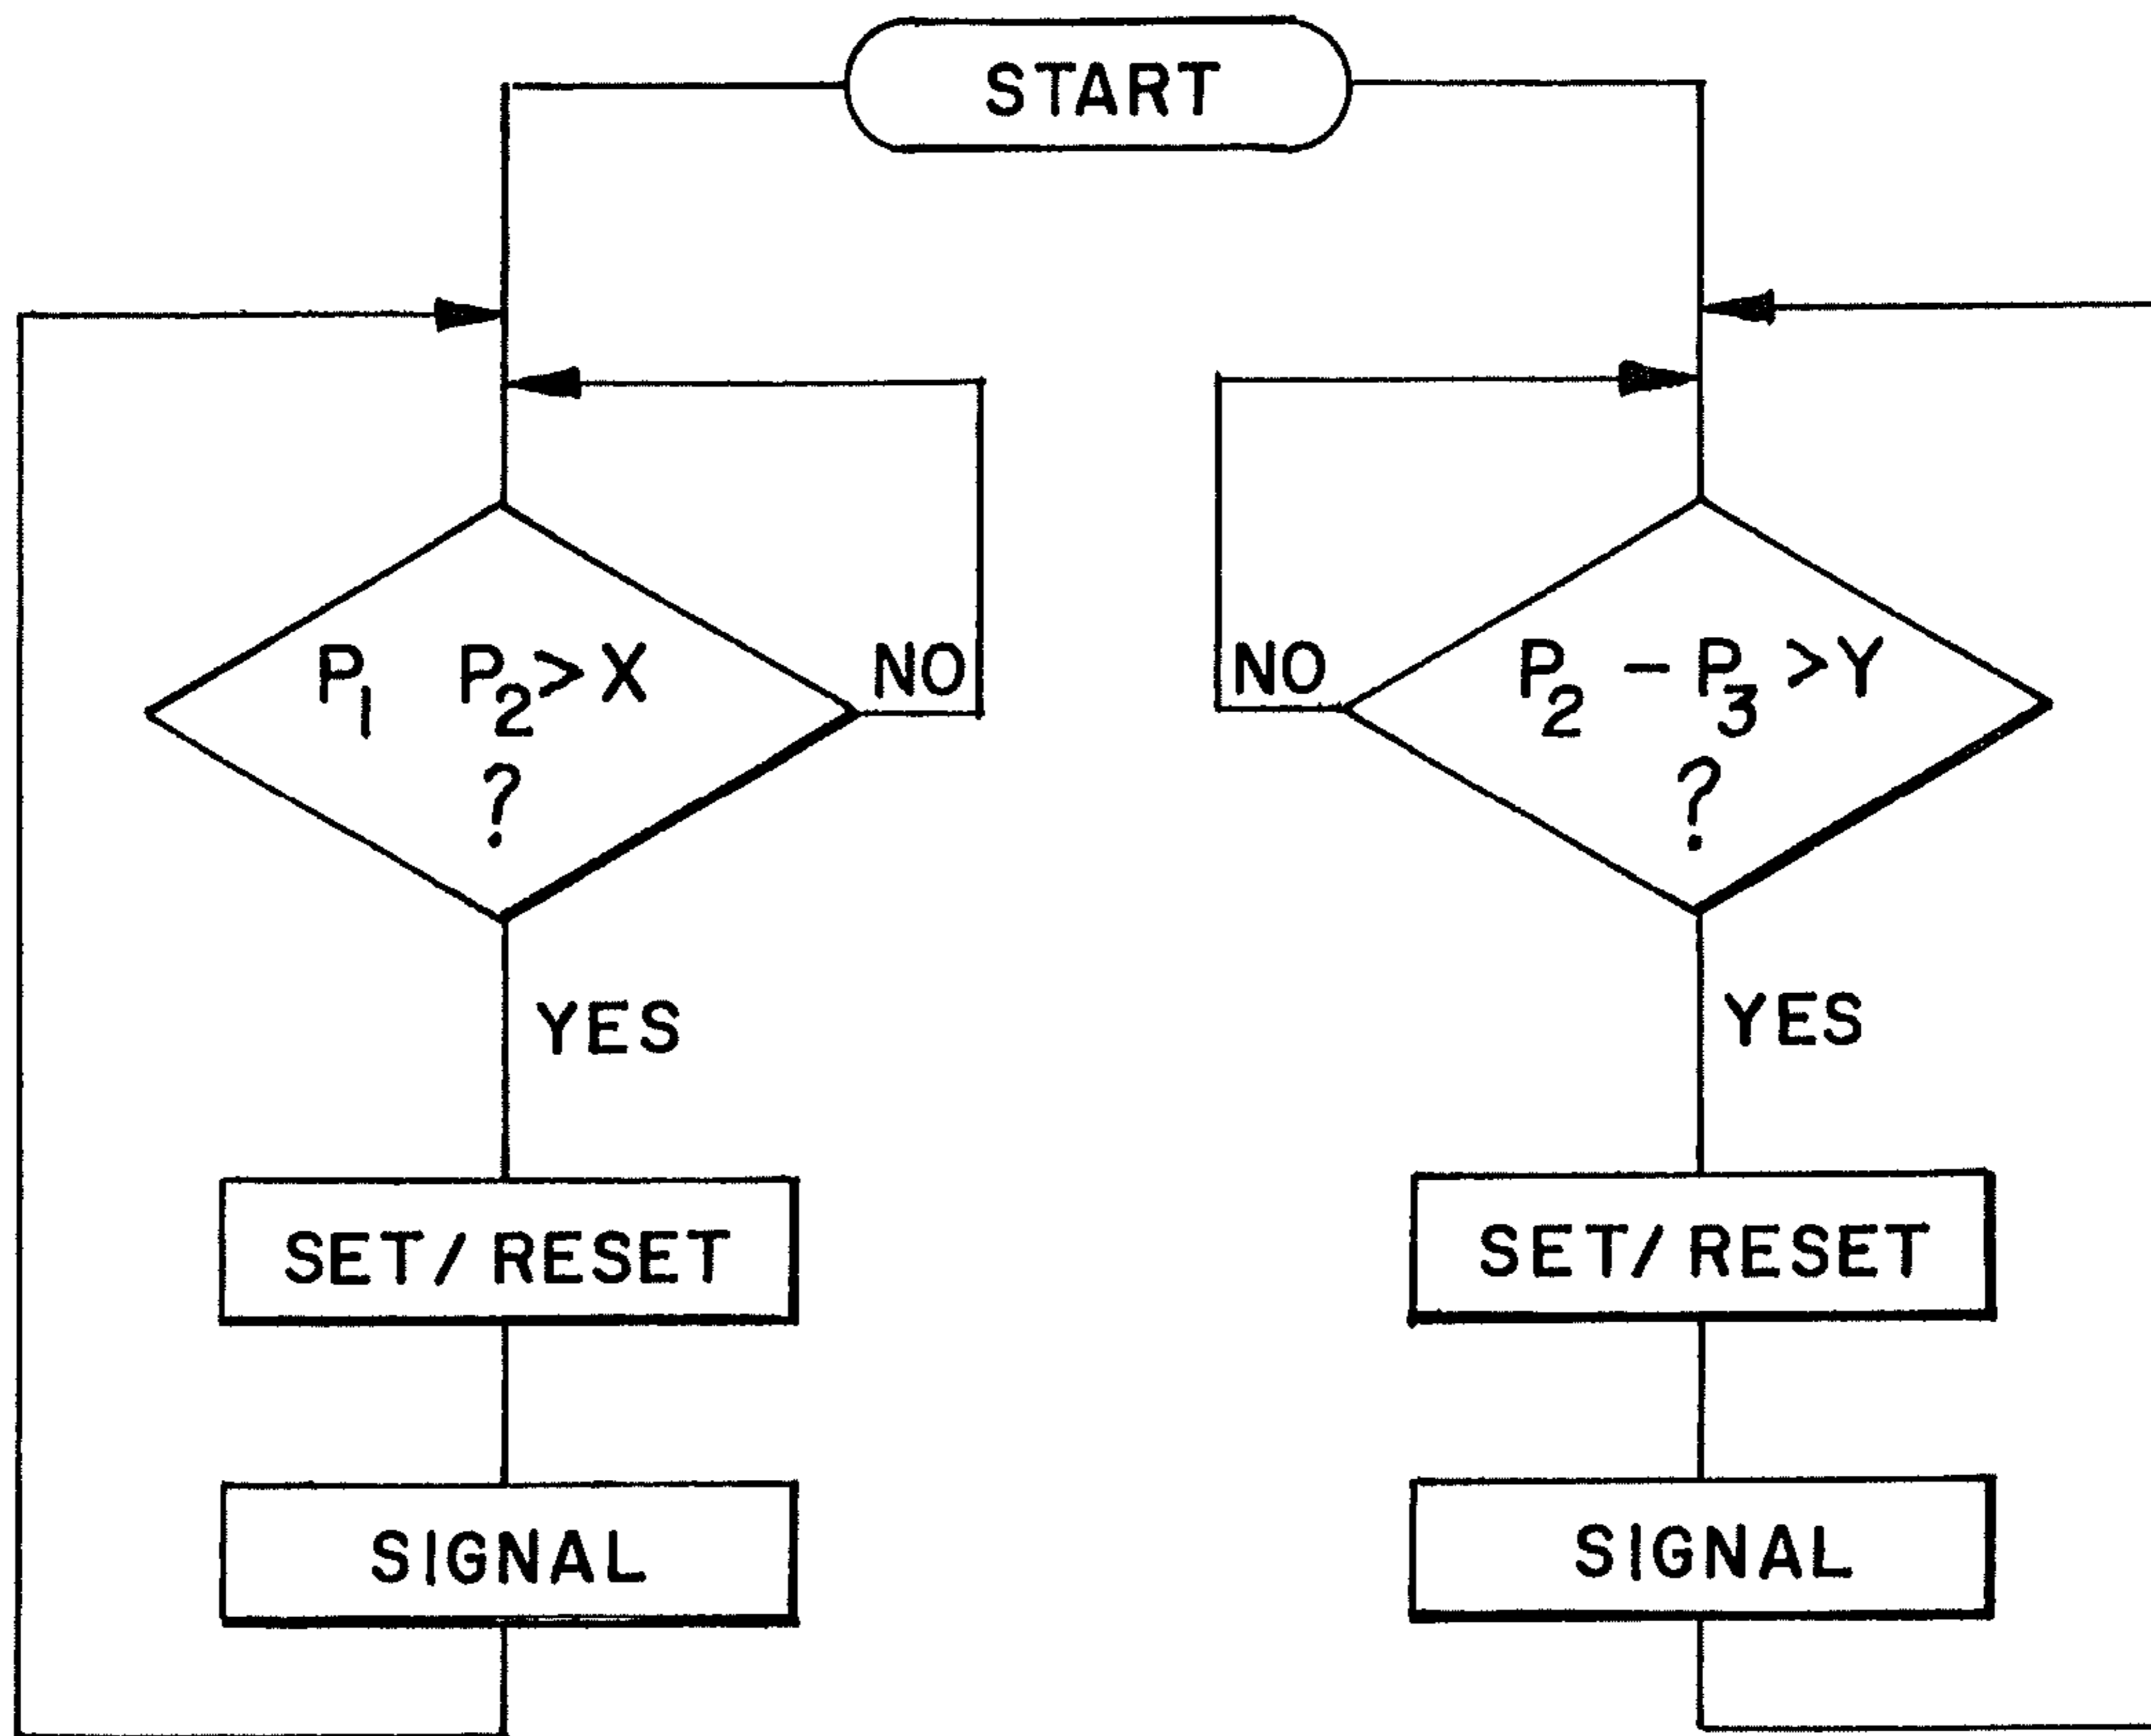 START
P₁ P₂>X
?
NO
YES
SET/RESET
SIGNAL
NO
P₂ - P₃ >Y
?
YES
SET/RESET
SIGNAL